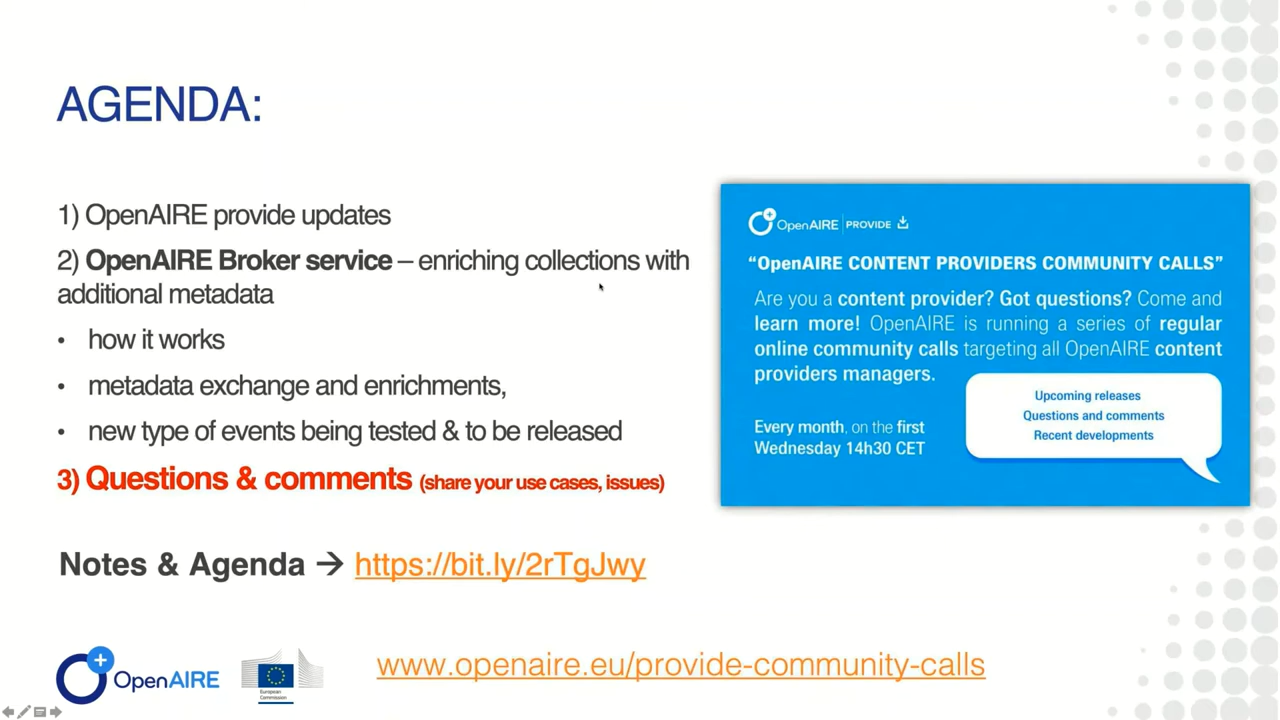 AGENDA:
1) OpenAIRE provide updates
2) OpenAIRE Broker service – enriching collections with
additional metadata
• how it works
• metadata exchange and enrichments,
• new type of events being tested & to be released
3) Questions & comments (share your use cases, issues)
Notes & Agenda → https://bit.ly/2rTgJwy
OpenAIRE | PROVIDE
“OpenAIRE CONTENT PROVIDERS COMMUNITY CALLS”
Are you a content provider? Got questions? Come and
learn more! OpenAIRE is running a series of regular
online community calls targeting all OpenAIRE content
providers managers.
Every month, on the first
Wednesday 14h30 CET
Upcoming releases
Questions and comments
Recent developments
OpenAIRE
European
Commission
www.openaire.eu/provide-community-calls